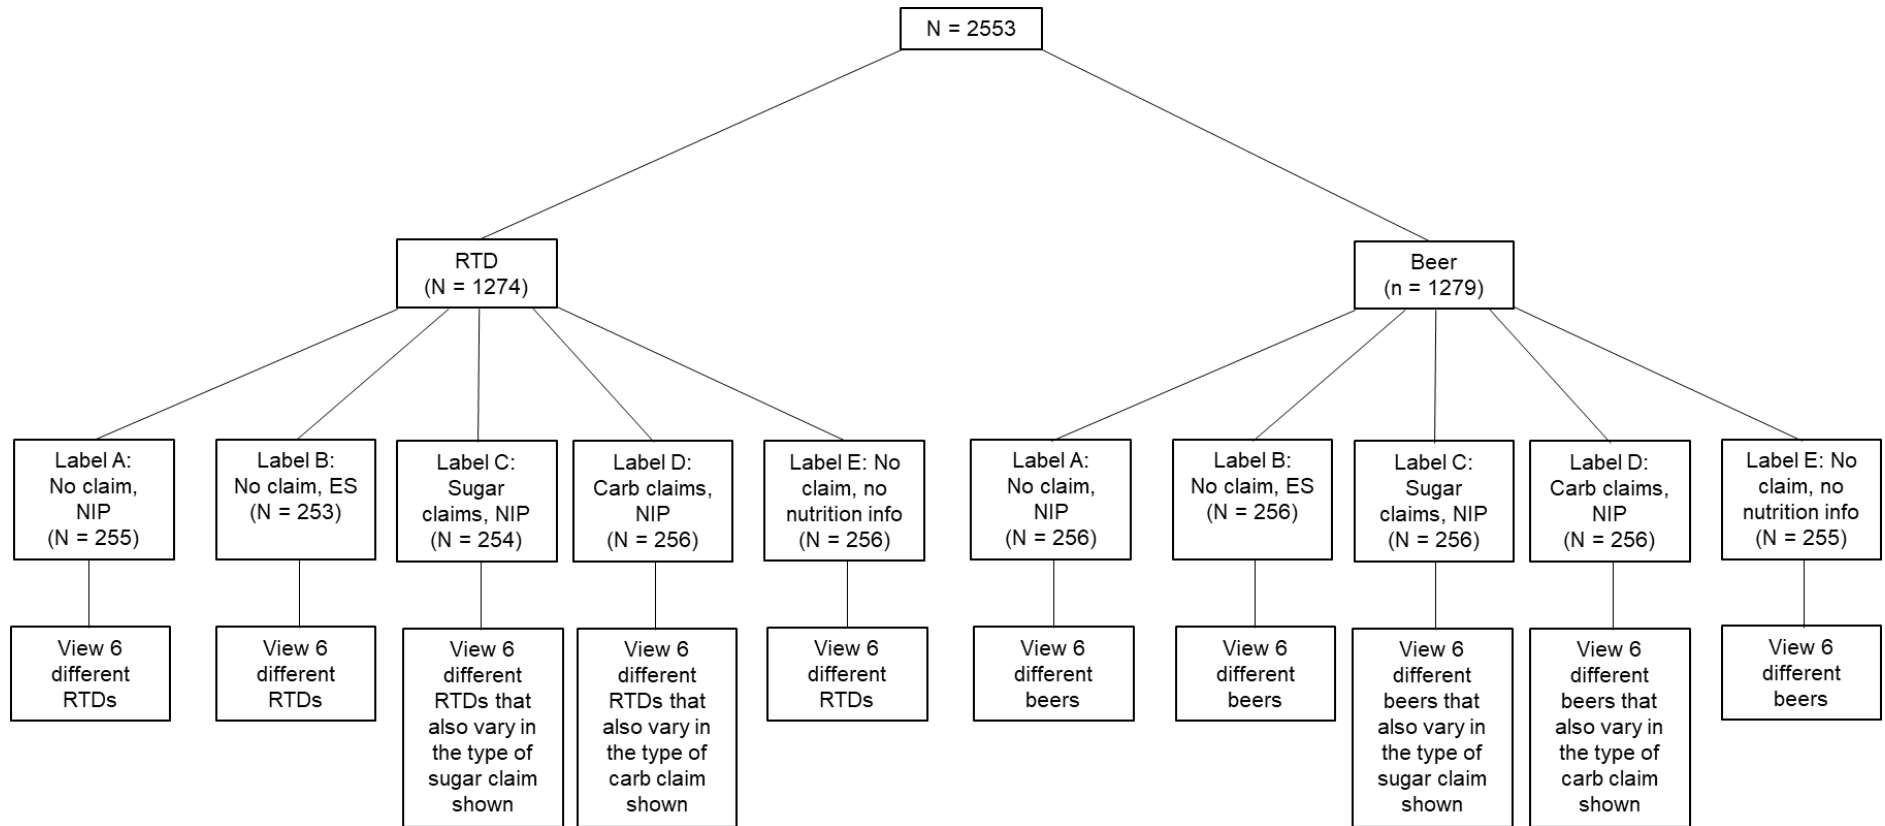 N = 2553
RTD
(N = 1274)
Beer
(n = 1279)
Label A:
No claim,
NIP
(N = 255)
Label B:
No claim, ES
(N = 253)
Label C:
Sugar
claims, NIP
(N = 254)
Label D:
Carb claims,
NIP
(N = 256)
Label E: No
claim, no
nutrition info
(N = 256)
Label A:
No claim,
NIP
(N = 256)
Label B:
No claim, ES
(N = 256)
Label C:
Sugar
claims, NIP
(N = 256)
Label D:
Carb claims,
NIP
(N = 256)
Label E: No
claim, no
nutrition info
(N = 255)
View 6
different
RTDs
View 6
different
RTDs
View 6
different
RTDs that
also vary in
the type of
sugar claim
shown
View 6
different
RTDs that
also vary in
the type of
carb claim
shown
View 6
different
RTDs
View 6
different
beers
View 6
different
beers
View 6
different
beers that
also vary in
the type of
sugar claim
shown
View 6
different
beers that
also vary in
the type of
carb claim
shown
View 6
different
beers